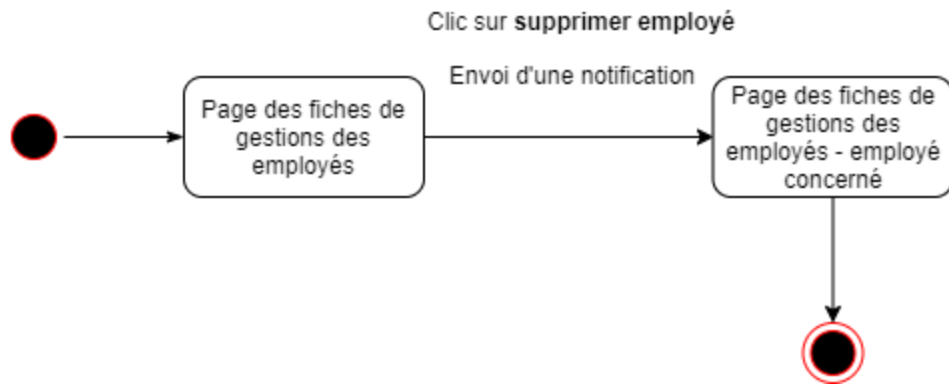 Clic sur supprimer employé
Envoi d'une notification
Page des fiches de
gestions des
employés
Page des fiches de
gestions des
employés - employé
concerné